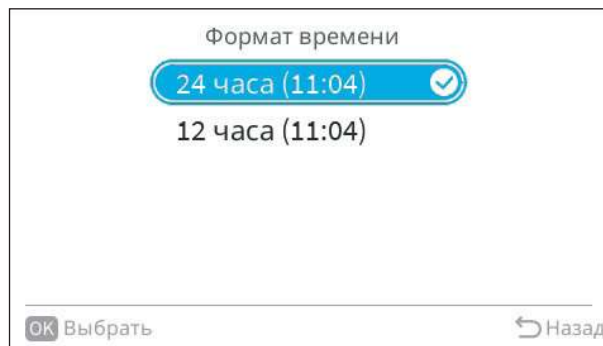 Формат времени
24 часа (11:04)
12 часа (11:04)
OK Выбрать
Назад